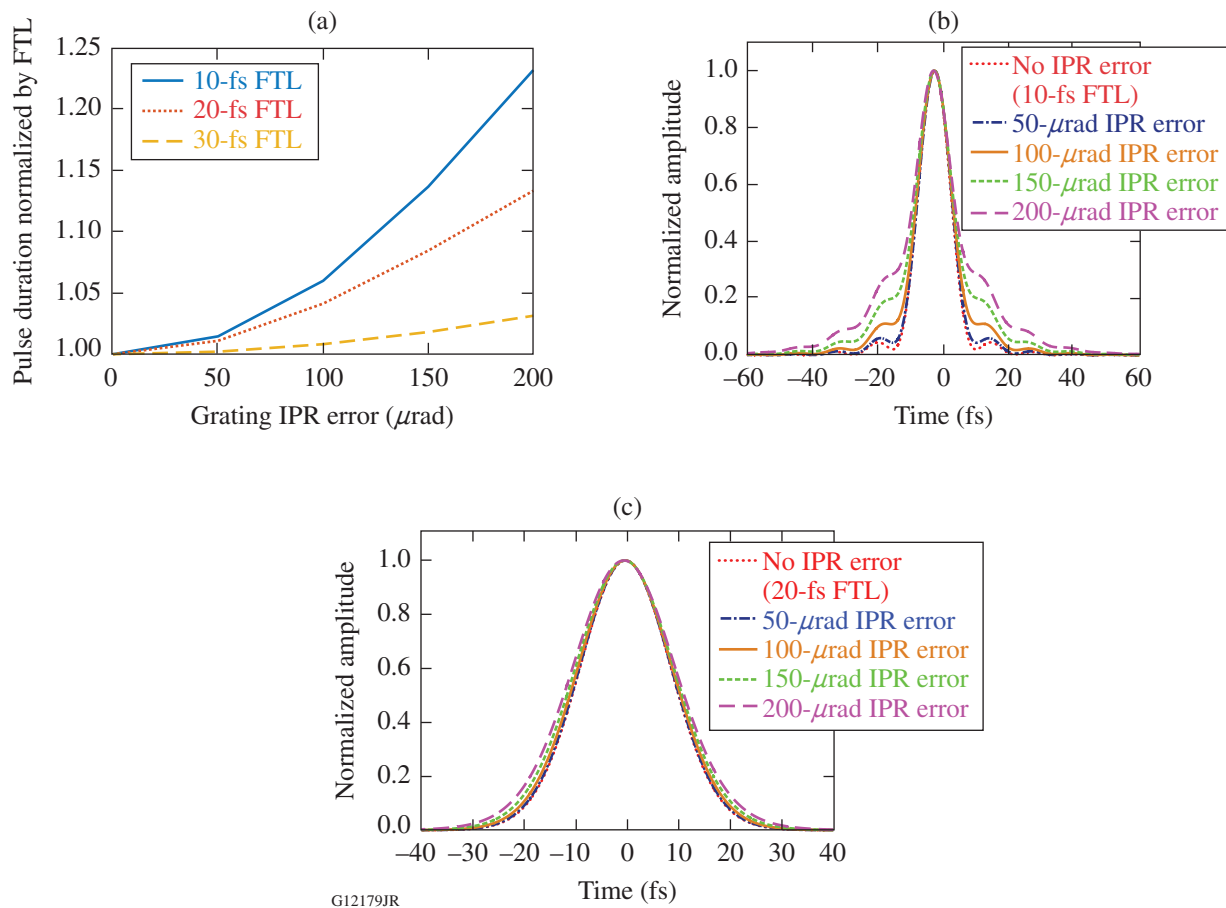 (a)
Pulse duration normalized by FTL
1.25
1.20
1.15
1.10
1.05
1.00
10-fs FTL
20-fs FTL
30-fs FTL
0 50 100 150 200
Grating IPR error (μrad)
(b)
Normalized amplitude
1.0
0.8
0.6
0.4
0.2
0.0
No IPR error
(10-fs FTL)
50-μrad IPR error
100-μrad IPR error
150-μrad IPR error
200-μrad IPR error
–60 –40 –20 0 20 40 60
Time (fs)
(c)
Normalized amplitude
1.0
0.8
0.6
0.4
0.2
0.0
No IPR error
(20-fs FTL)
50-μrad IPR error
100-μrad IPR error
150-μrad IPR error
200-μrad IPR error
–40 –30 –20 –10 0 10 20 30 40
Time (fs)
G12179JR